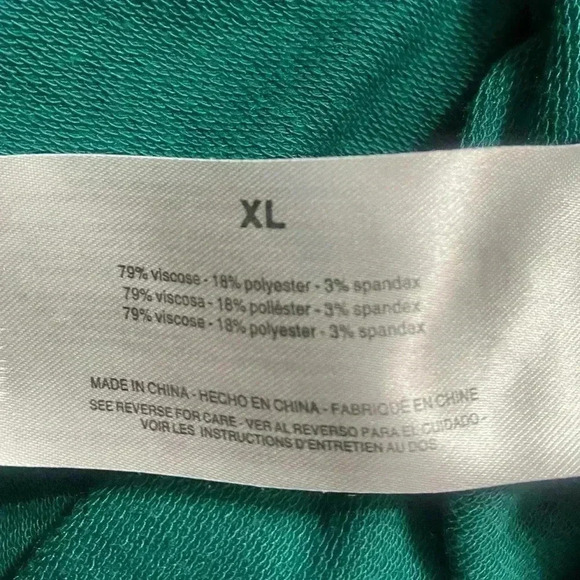 XL
79% viscose - 18% polyester - 3% spandex
79% viscosa - 18% poliéster - 3% spandex
79% viscose - 18% polyester - 3% spandex
MADE IN CHINA - HECHO EN CHINA - FABRIQUÉ EN CHINE
SEE REVERSE FOR CARE - VER AL REVERSO PARA EL CUIDADO -
VOIR LES INSTRUCTIONS D'ENTRETIEN AU DOS